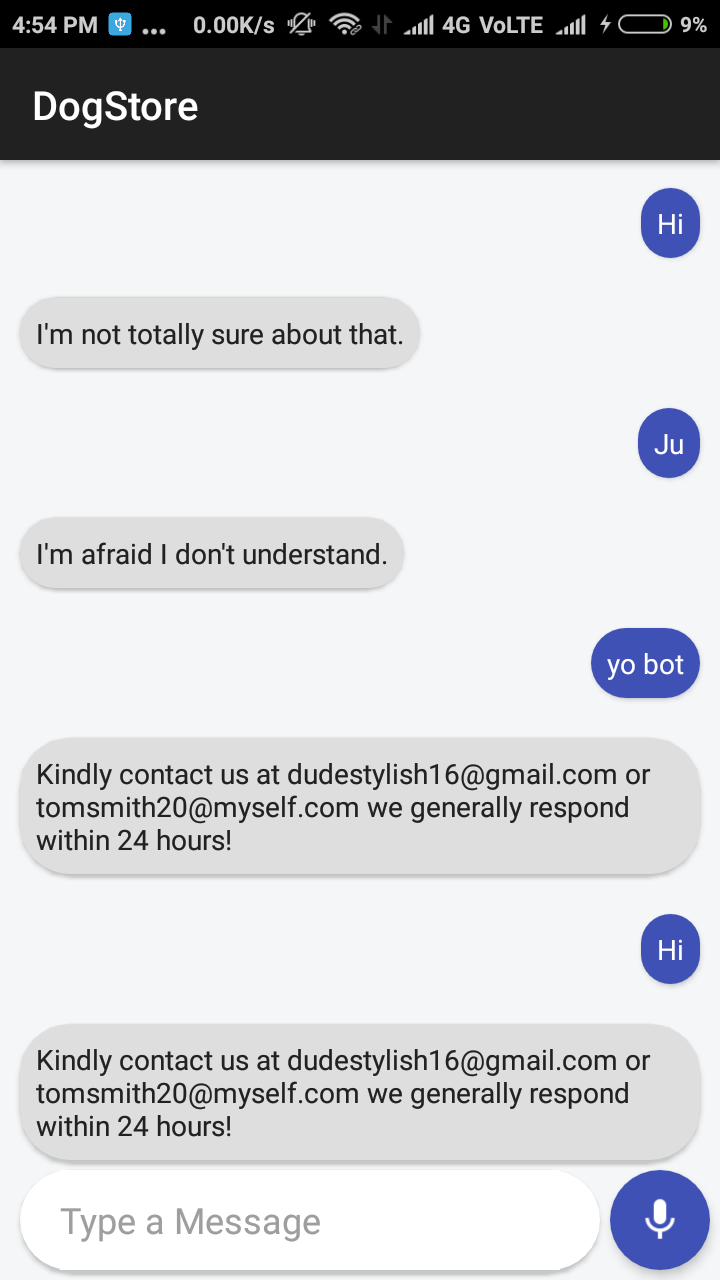 4:54 PM ... 0.00K/s 4G VoLTE 9%
DogStore
Hi
I'm not totally sure about that.
Ju
I'm afraid I don't understand.
yo bot
Kindly contact us at dudestylish16@gmail.com or
tomsmith20@myself.com we generally respond
within 24 hours!
Hi
Kindly contact us at dudestylish16@gmail.com or
tomsmith20@myself.com we generally respond
within 24 hours!
Type a Message